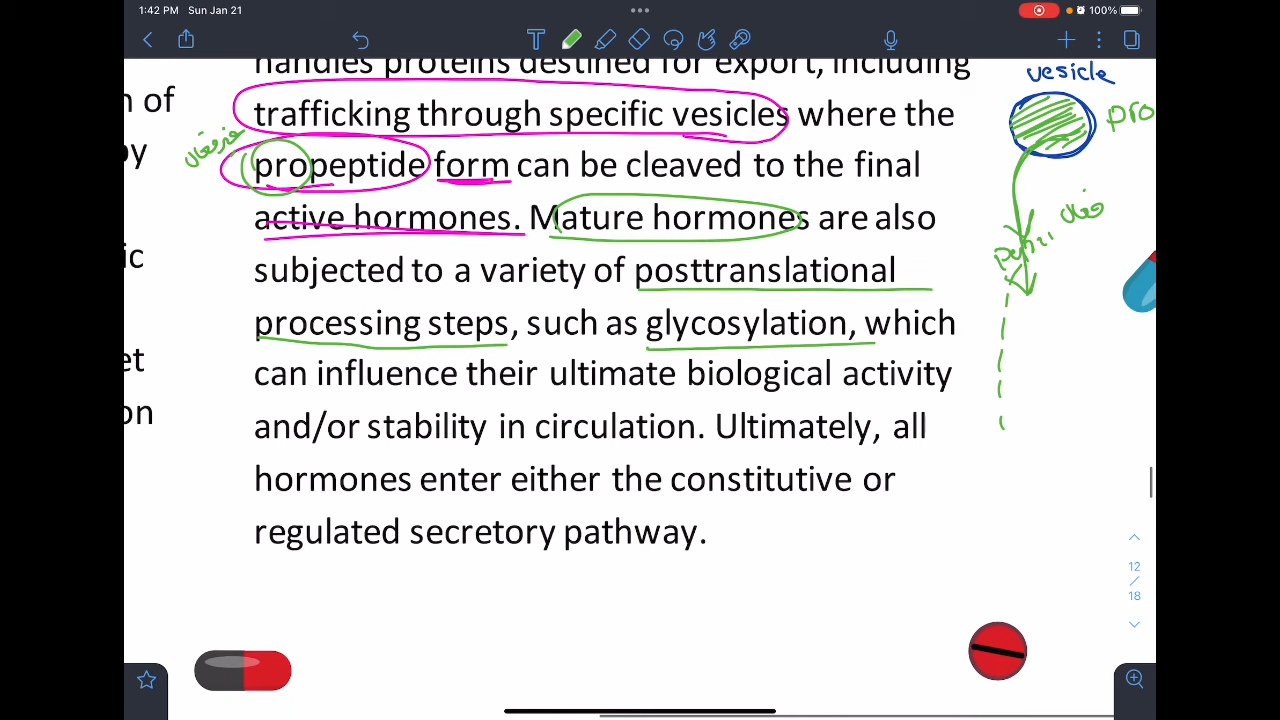 1:42 PM Sun Jan 21
100%
handles proteins destined for export, including
vesicle
n of
trafficking through specific vesicles where the
pro
by
propeptide form can be cleaved to the final
active hormones. Mature hormones are also
ic
subjected to a variety of posttranslational
processing steps, such as glycosylation, which
et
can influence their ultimate biological activity
on
and/or stability in circulation. Ultimately, all
hormones enter either the constitutive or
regulated secretory pathway.
12
/
18